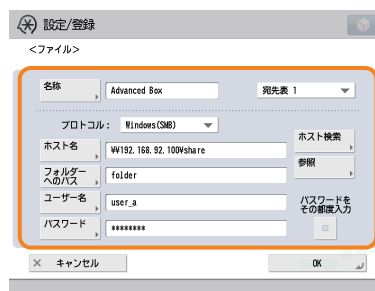 設定/登録
<ファイル>
名称
Advanced Box
宛先表 1
プロトコル: Windows(SMB)
ホスト名
¥¥192.168.92.100¥share
ホスト検索
フォルダー
へのパス
folder
参照
ユーザー名
user_a
パスワードを
その都度入力
パスワード
********
× キャンセル
OK